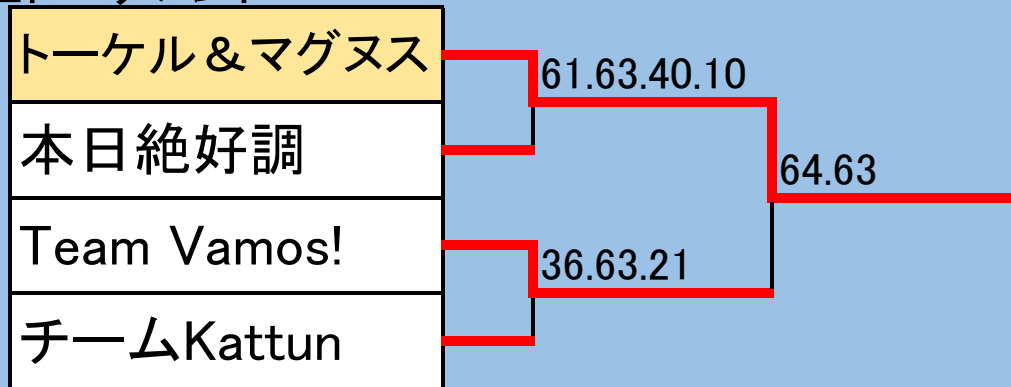 トーケル＆マグヌス
61.63.40.10
本日絶好調
64.63
Team Vamos!
36.63.21
チームKattun